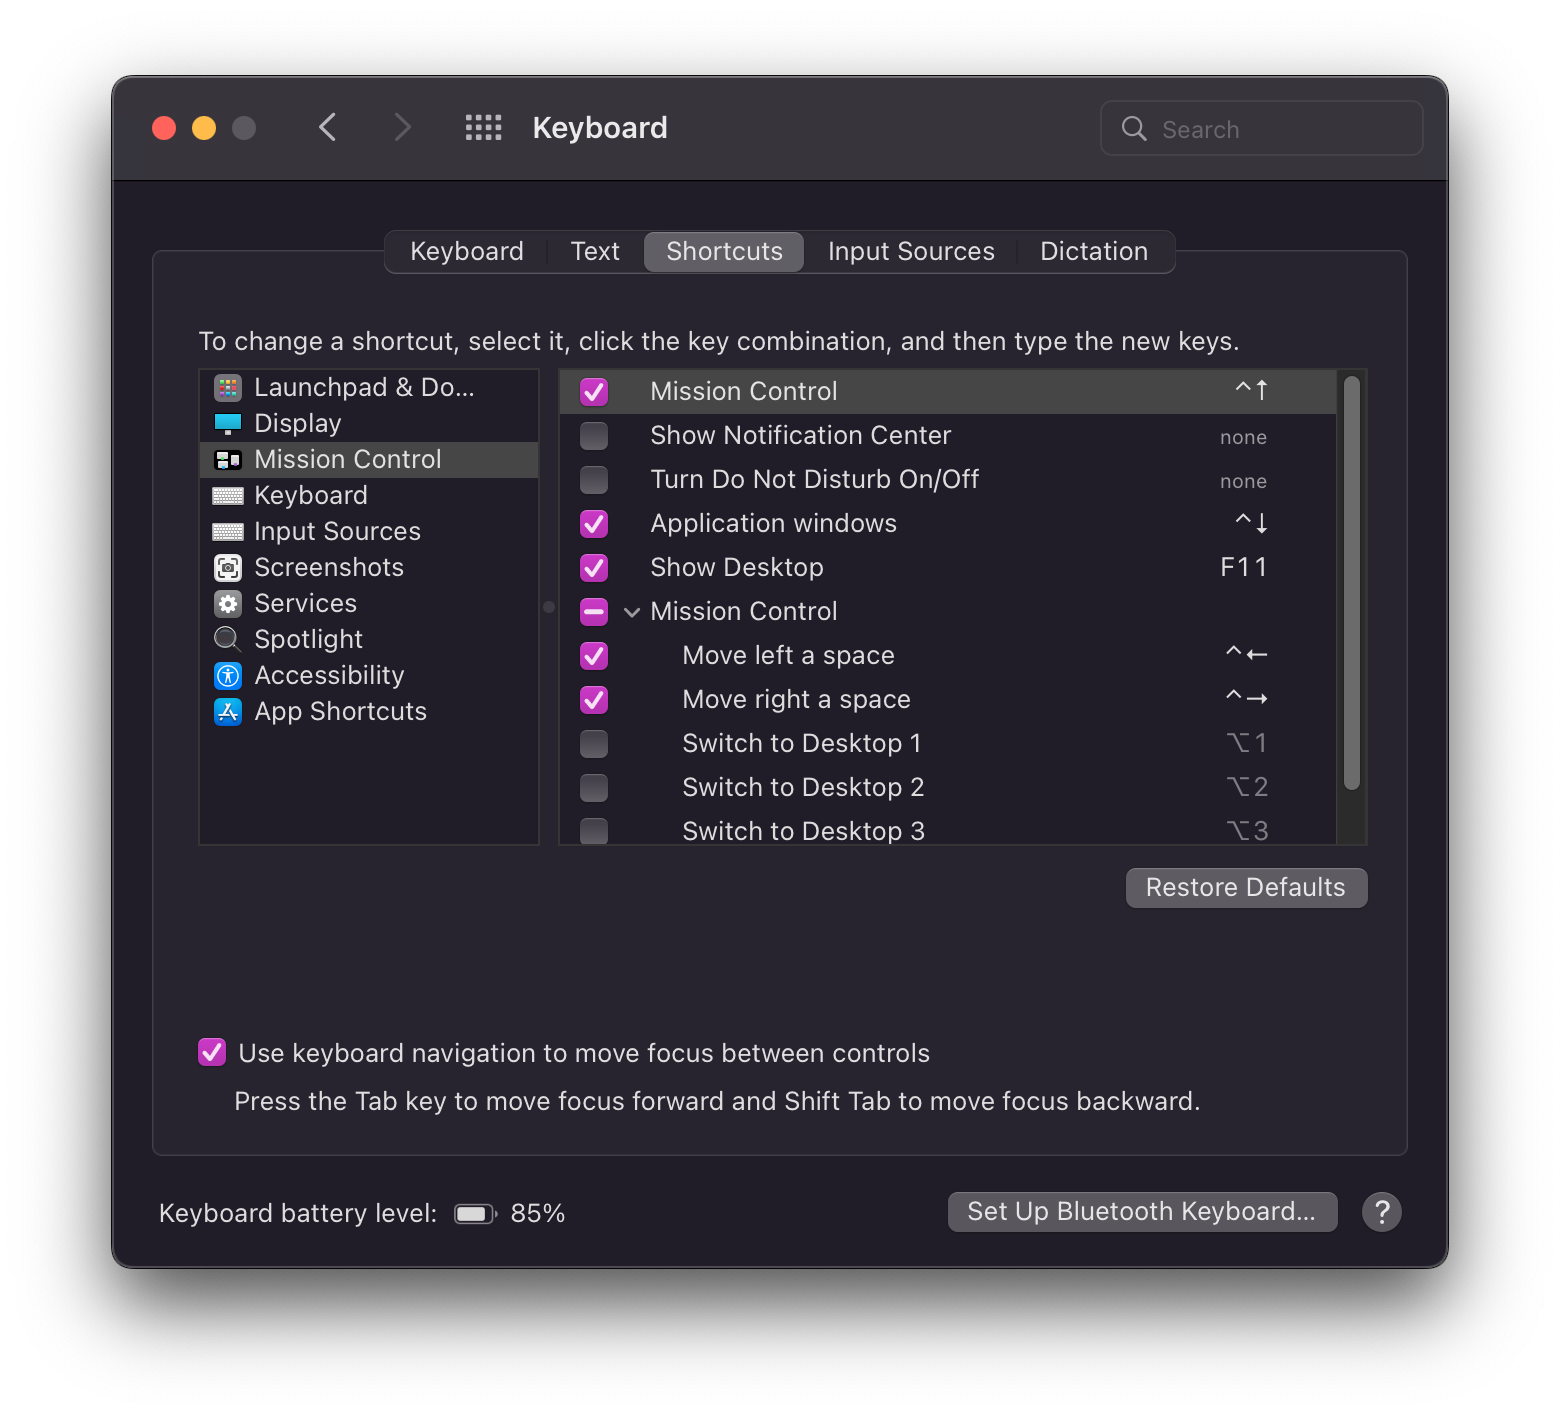 Keyboard
Search
Keyboard Text Shortcuts Input Sources Dictation
To change a shortcut, select it, click the key combination, and then type the new keys.
Launchpad & Do...
Display
Mission Control
Keyboard
Input Sources
Screenshots
Services
Spotlight
Accessibility
App Shortcuts
Mission Control ^↑
Show Notification Center none
Turn Do Not Disturb On/Off none
Application windows ^↓
Show Desktop F11
Mission Control
Move left a space ^←
Move right a space ^→
Switch to Desktop 1 ⌥1
Switch to Desktop 2 ⌥2
Switch to Desktop 3 ⌥3
Restore Defaults
Use keyboard navigation to move focus between controls
Press the Tab key to move focus forward and Shift Tab to move focus backward.
Keyboard battery level: 85%
Set Up Bluetooth Keyboard...
?